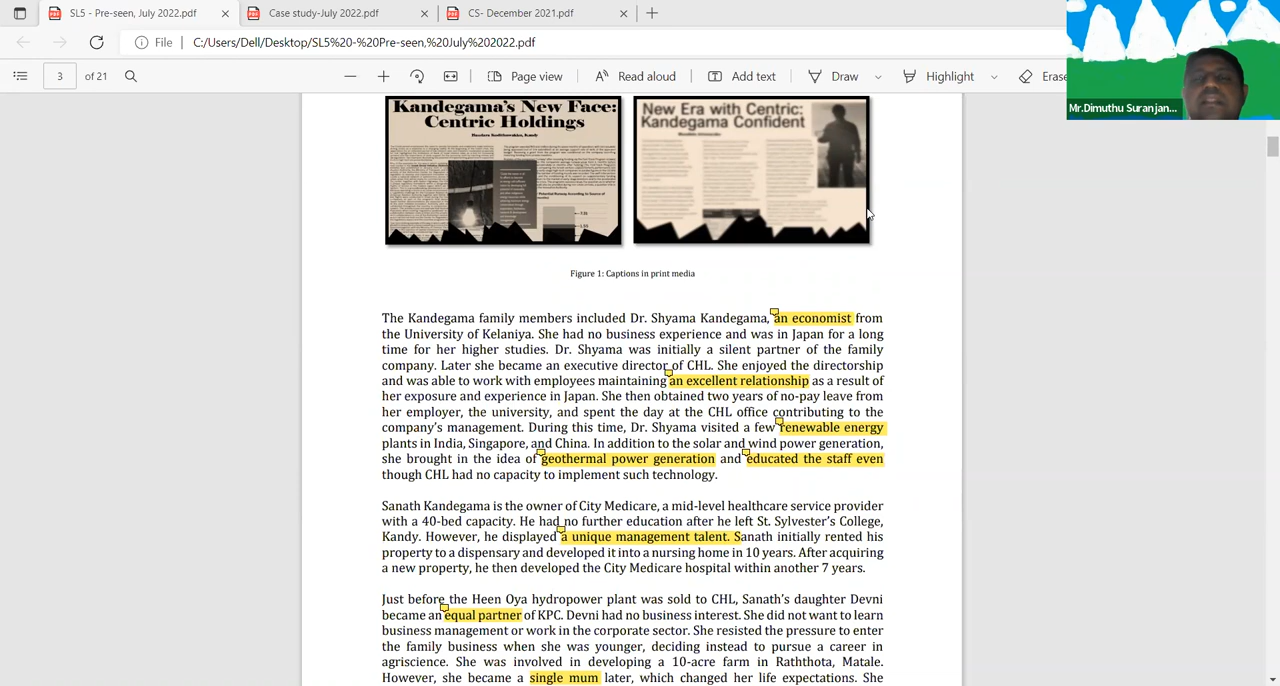 SL5 - Pre-seen, July 2022.pdf
Case study-July 2022.pdf
CS- December 2021.pdf
File
C:/Users/Dell/Desktop/SL5%20-%20Pre-seen,%20July%202022.pdf
3 of 21
Page view
Read aloud
Add text
Draw
Highlight
Erase
Mr.Dimuthu Suranjan...
Kandegama's New Face:
Centric Holdings
New Era with Centric:
Kandegama Confident
Figure 1: Captions in print media
The Kandegama family members included Dr. Shyama Kandegama, an economist from
the University of Kelaniya. She had no business experience and was in Japan for a long
time for her higher studies. Dr. Shyama was initially a silent partner of the family
company. Later she became an executive director of CHL. She enjoyed the directorship
and was able to work with employees maintaining an excellent relationship as a result of
her exposure and experience in Japan. She then obtained two years of no-pay leave from
her employer, the university, and spent the day at the CHL office contributing to the
company's management. During this time, Dr. Shyama visited a few renewable energy
plants in India, Singapore, and China. In addition to the solar and wind power generation,
she brought in the idea of geothermal power generation and educated the staff even
though CHL had no capacity to implement such technology.
Sanath Kandegama is the owner of City Medicare, a mid-level healthcare service provider
with a 40-bed capacity. He had no further education after he left St. Sylvester's College,
Kandy. However, he displayed a unique management talent. Sanath initially rented his
property to a dispensary and developed it into a nursing home in 10 years. After acquiring
a new property, he then developed the City Medicare hospital within another 7 years.
Just before the Heen Oya hydropower plant was sold to CHL, Sanath's daughter Devni
became an equal partner of KPC. Devni had no business interest. She did not want to learn
business management or work in the corporate sector. She resisted the pressure to enter
the family business when she was younger, deciding instead to pursue a career in
agriscience. She was involved in developing a 10-acre farm in Raththota, Matale.
However, she became a single mum later, which changed her life expectations. She